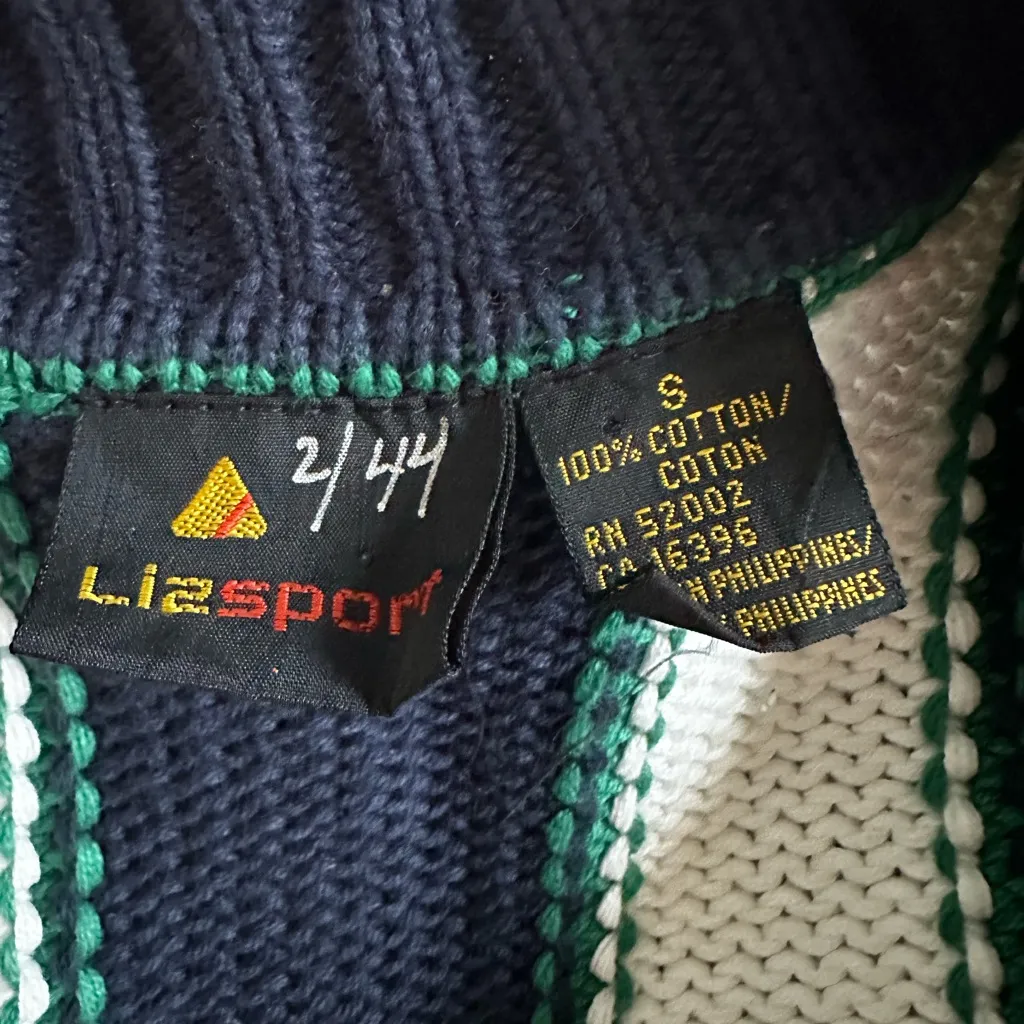 2/44
Lizsport
S
100% COTTON/
COTON
RN 52002
CA 16396
PHILIPPINES/
PHILIPPINES